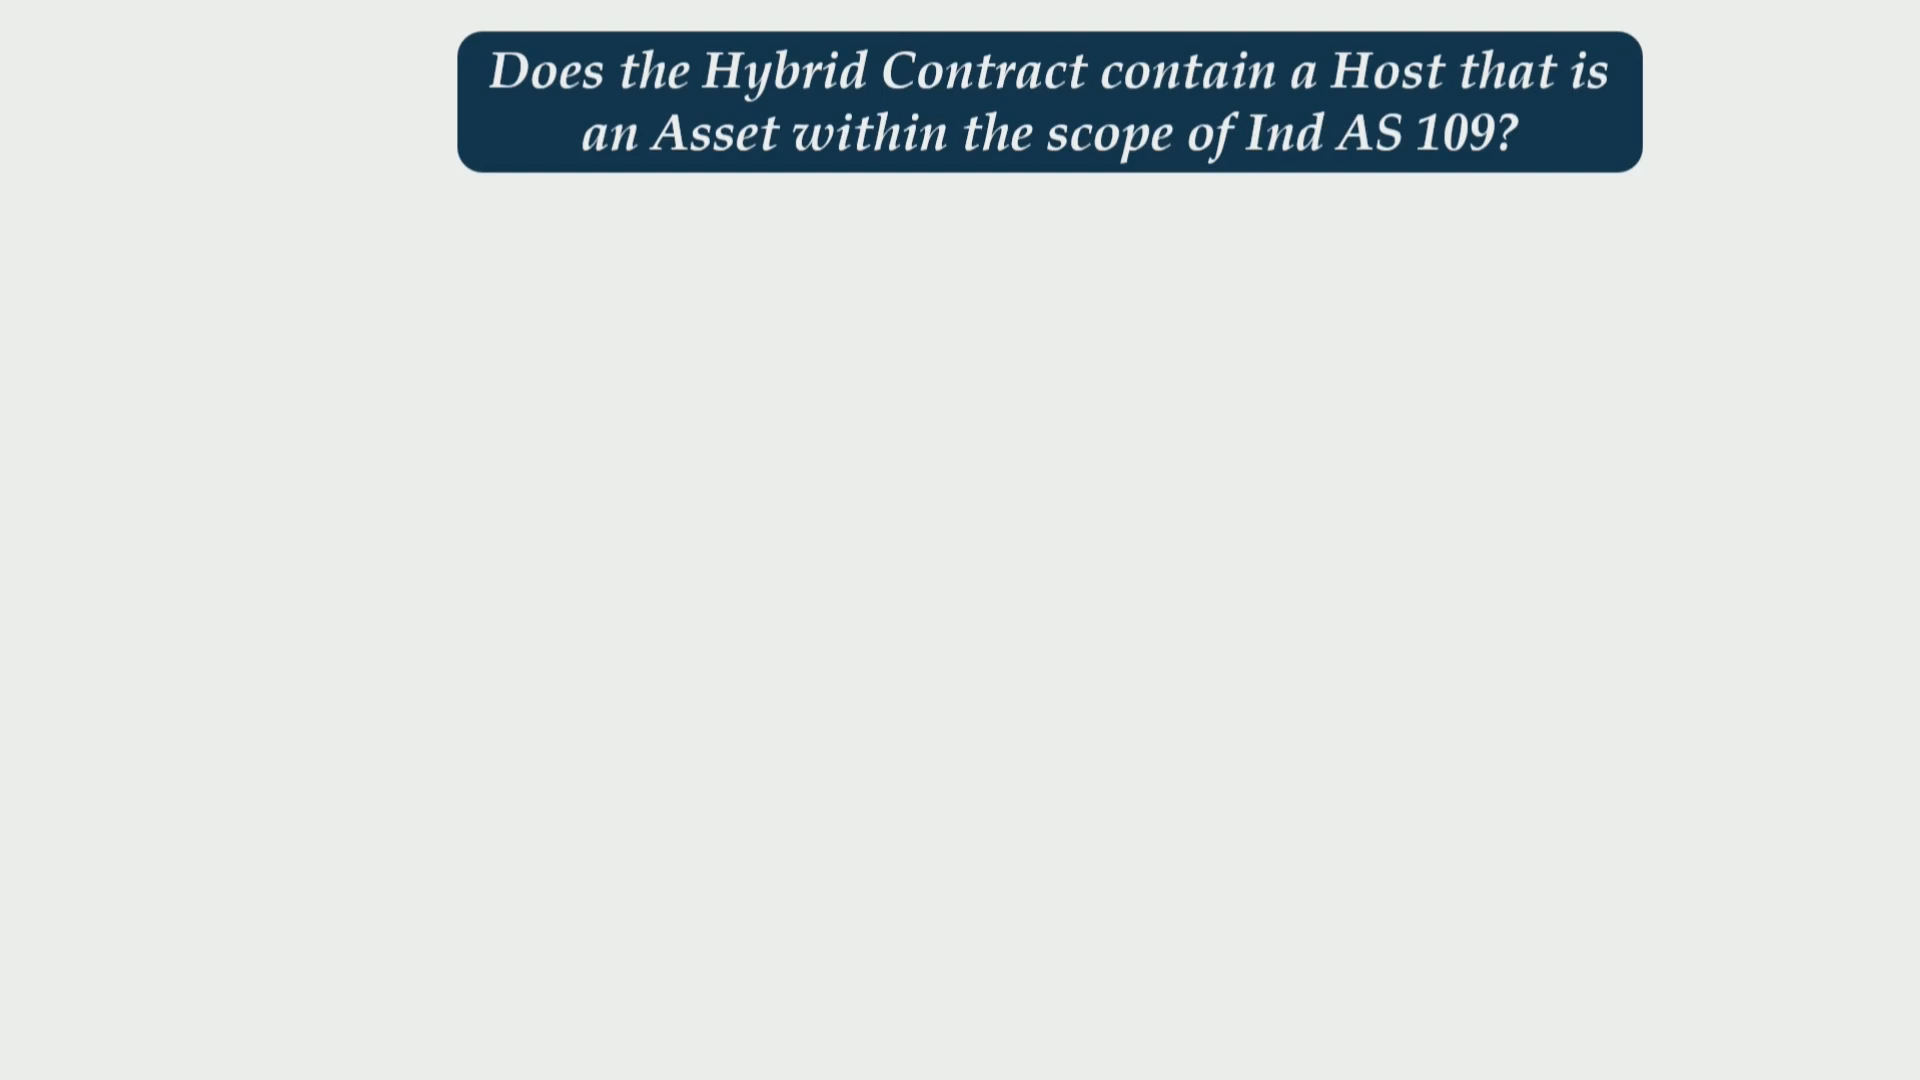 Does the Hybrid Contract contain a Host that is
an Asset within the scope of Ind AS 109?